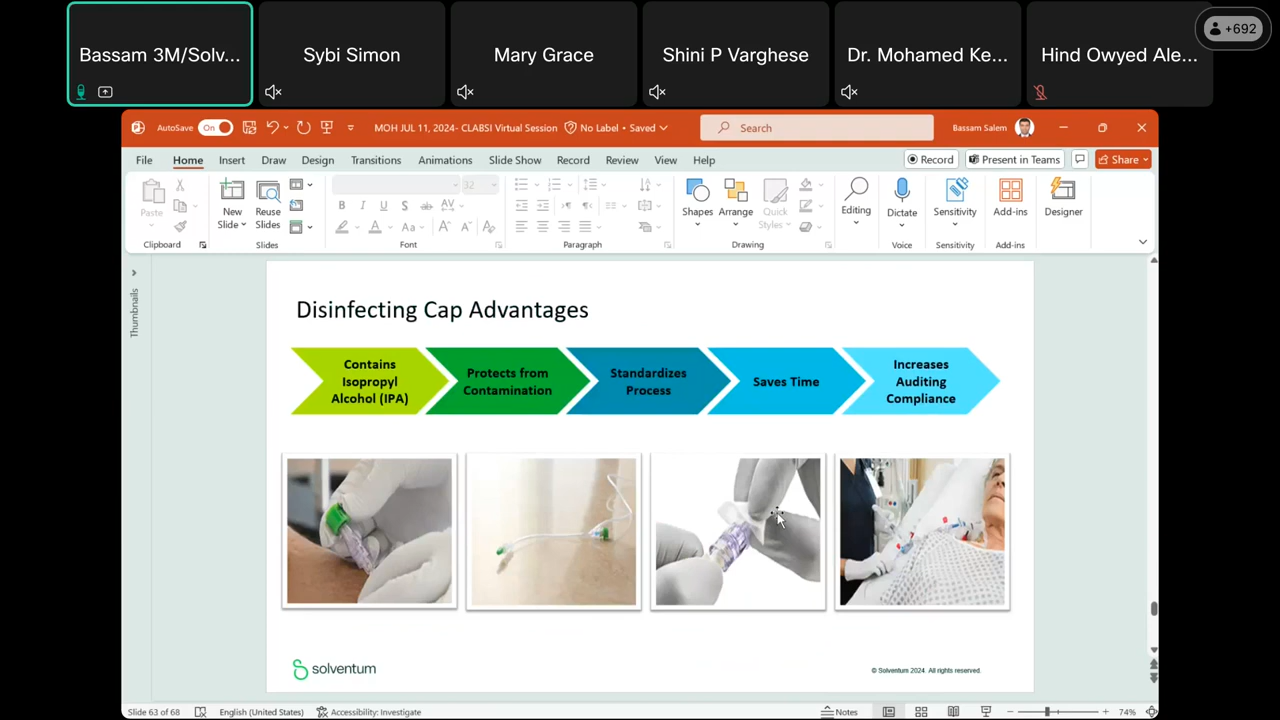 Bassam 3M/Solv...
Sybi Simon
Mary Grace
Shini P Varghese
Dr. Mohamed Ke...
Hind Owyed Ale...
+692
AutoSave On
MOH JUL 11, 2024- CLABSI Virtual Session
No Label • Saved
Search
Bassam Salem
File Home Insert Draw Design Transitions Animations Slide Show Record Review View Help
Record
Present in Teams
Share
Paste
New
Slide
Reuse
Slides
32
B I U S ab AV
A Aa A A
Shapes
Arrange
Quick
Styles
Editing
Dictate
Sensitivity
Add-ins
Designer
Clipboard
Slides
Font
Paragraph
Drawing
Voice
Sensitivity
Add-ins
Thumbnails
Disinfecting Cap Advantages
Contains
Isopropyl
Alcohol (IPA)
Protects from
Contamination
Standardizes
Process
Saves Time
Increases
Auditing
Compliance
solventum
© Solventum 2024 All rights reserved.
Slide 63 of 68
English (United States)
Accessibility: Investigate
Notes
74%